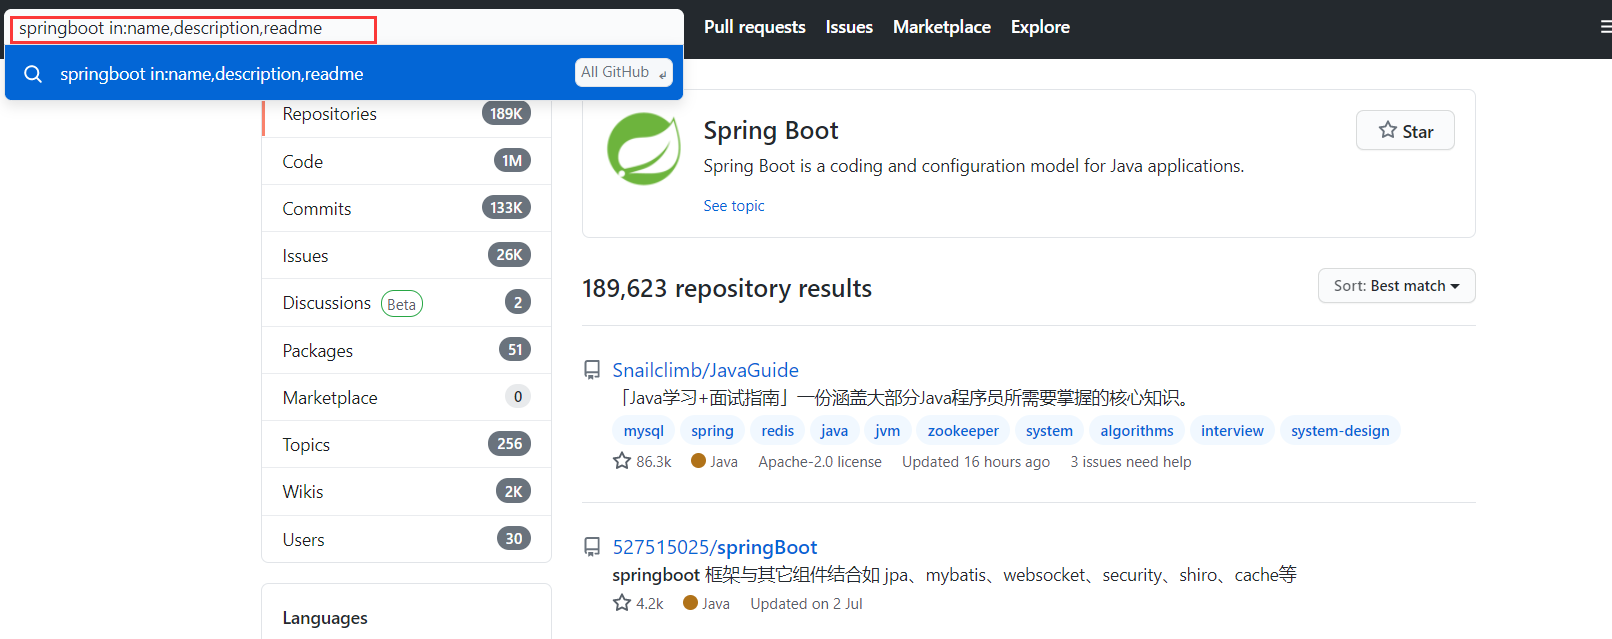 springboot in:name,description,readme
Pull requests Issues Marketplace Explore
springboot in:name,description,readme All GitHub
Repositories 189K
Code 1M
Commits 133K
Issues 26K
Discussions Beta 2
Packages 51
Marketplace 0
Topics 256
Wikis 2K
Users 30
Languages
Spring Boot
Star
Spring Boot is a coding and configuration model for Java applications.
See topic
189,623 repository results
Sort: Best match
Snailclimb/JavaGuide
「Java学习+面试指南」一份涵盖大部分Java程序员所需要掌握的核心知识。
mysql spring redis java jvm zookeeper system algorithms interview system-design
86.3k Java Apache-2.0 license Updated 16 hours ago 3 issues need help
527515025/springBoot
springboot 框架与其它组件结合如 jpa、mybatis、websocket、security、shiro、cache等
4.2k Java Updated on 2 Jul